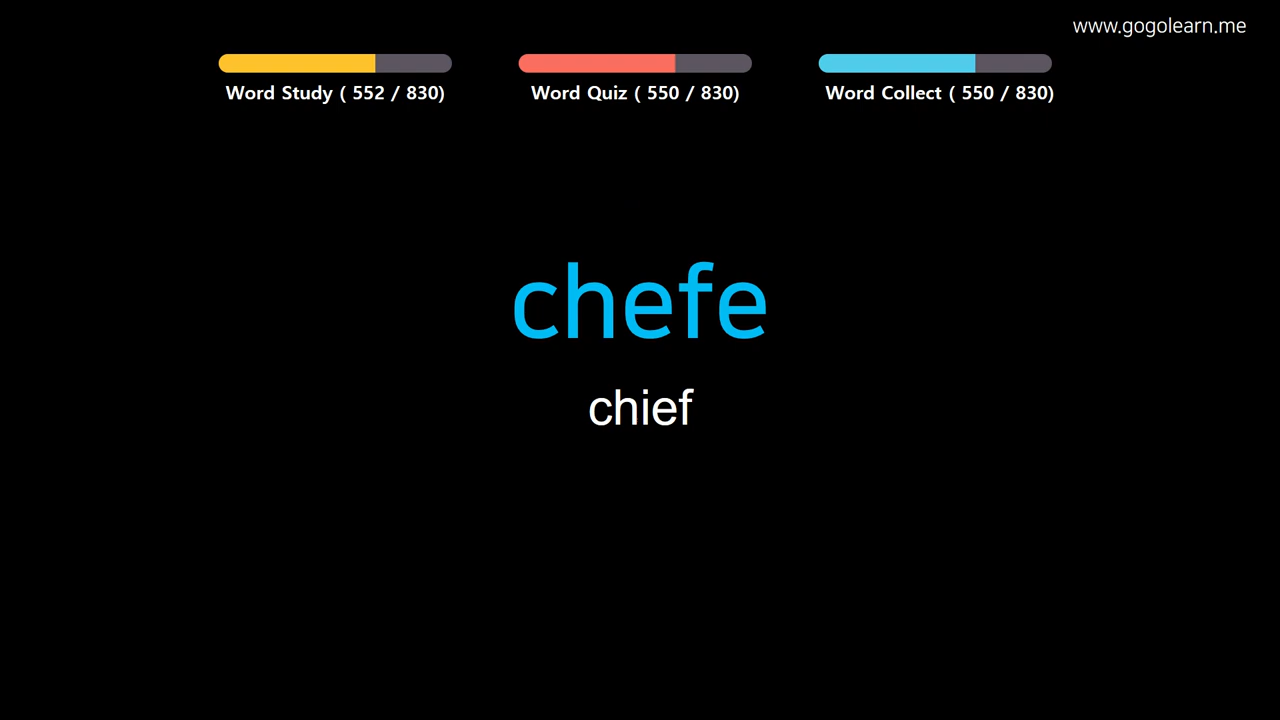 www.gogolearn.me
Word Study ( 552 / 830)
Word Quiz ( 550 / 830)
Word Collect ( 550 / 830)
chefe
chief